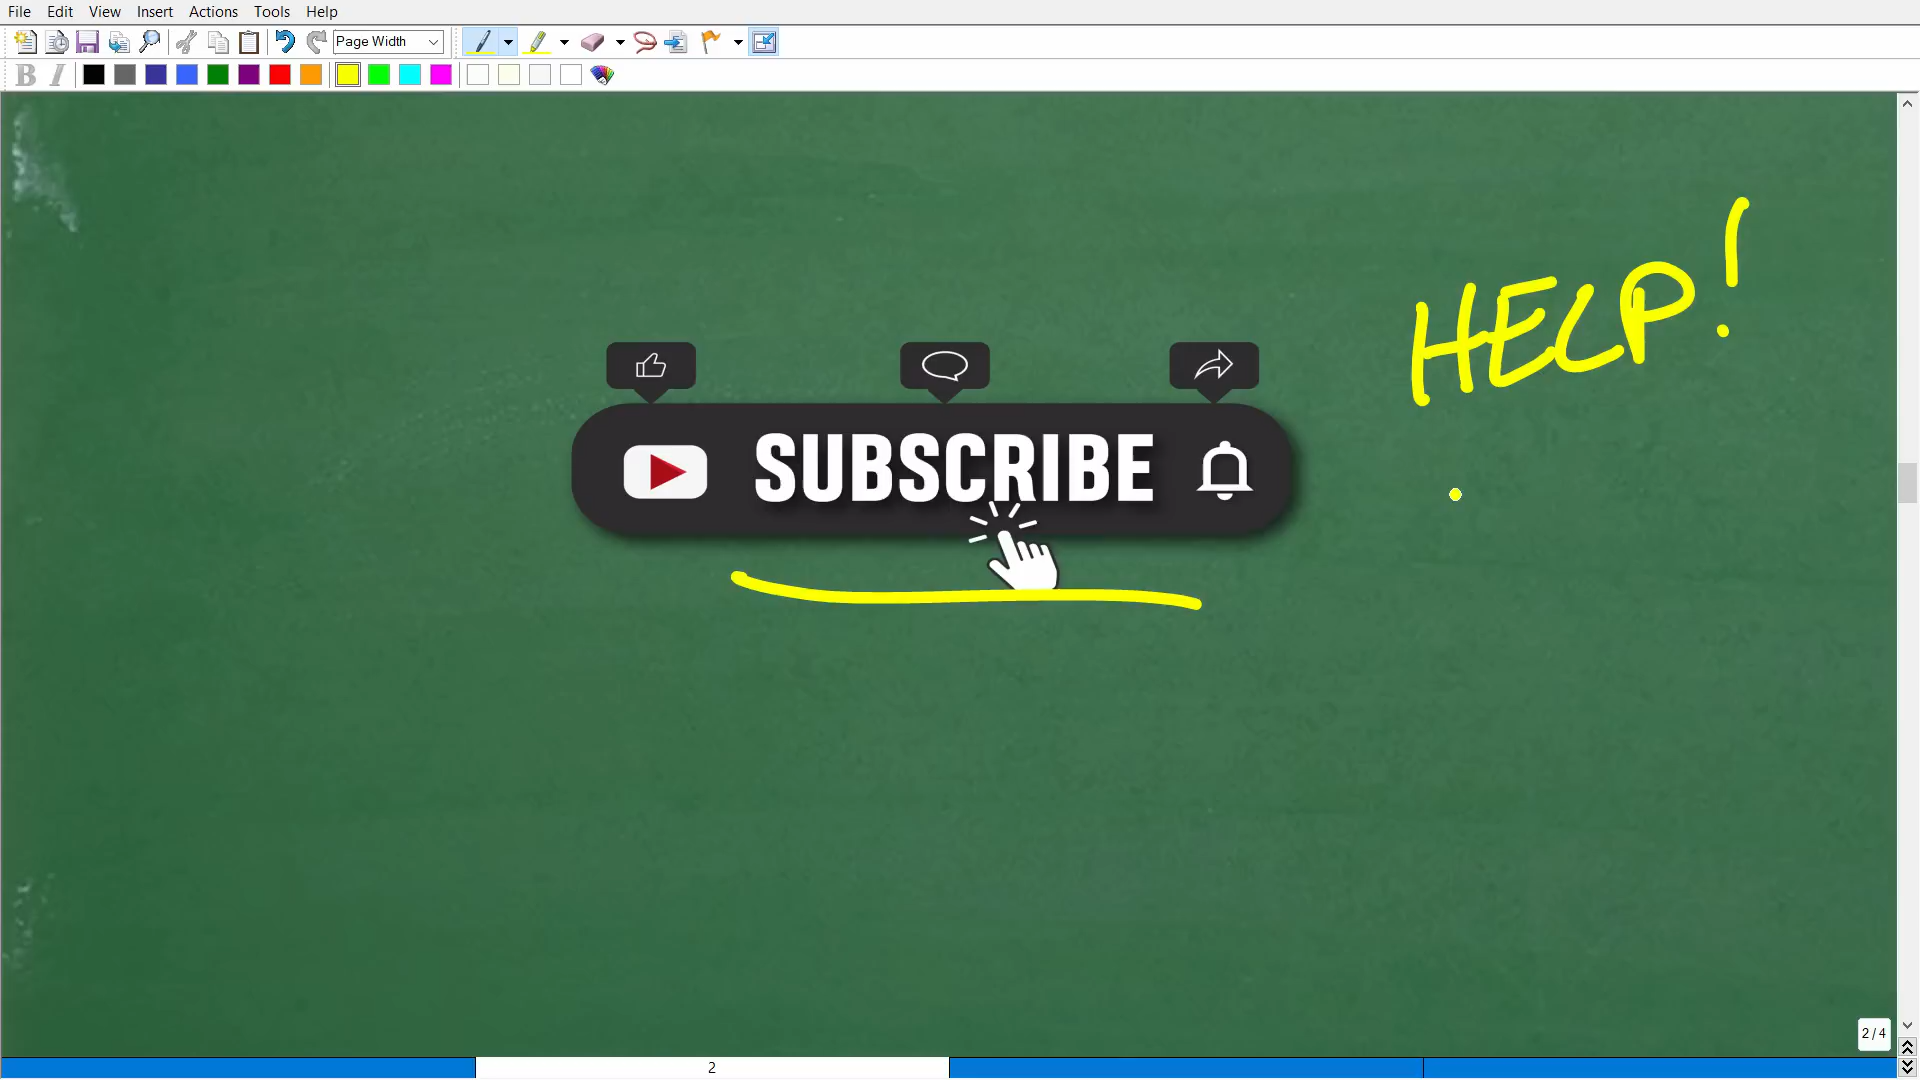 File Edit View Insert Actions Tools Help
Page Width
B I
HELP!
SUBSCRIBE
2 / 4
2